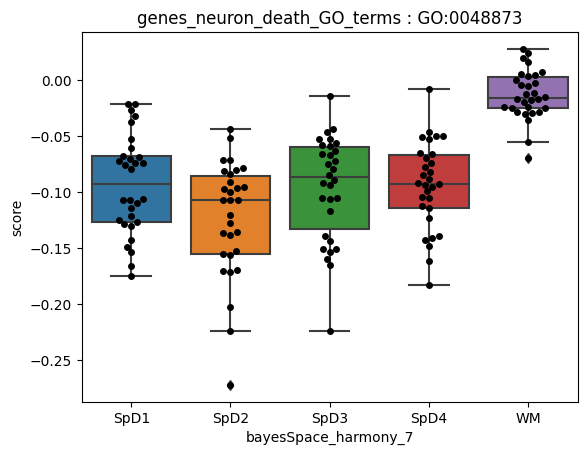 genes_neuron_death_GO_terms : GO:0048873
score
0.00
−0.05
−0.10
−0.15
−0.20
−0.25
SpD1 SpD2 SpD3 SpD4 WM
bayesSpace_harmony_7